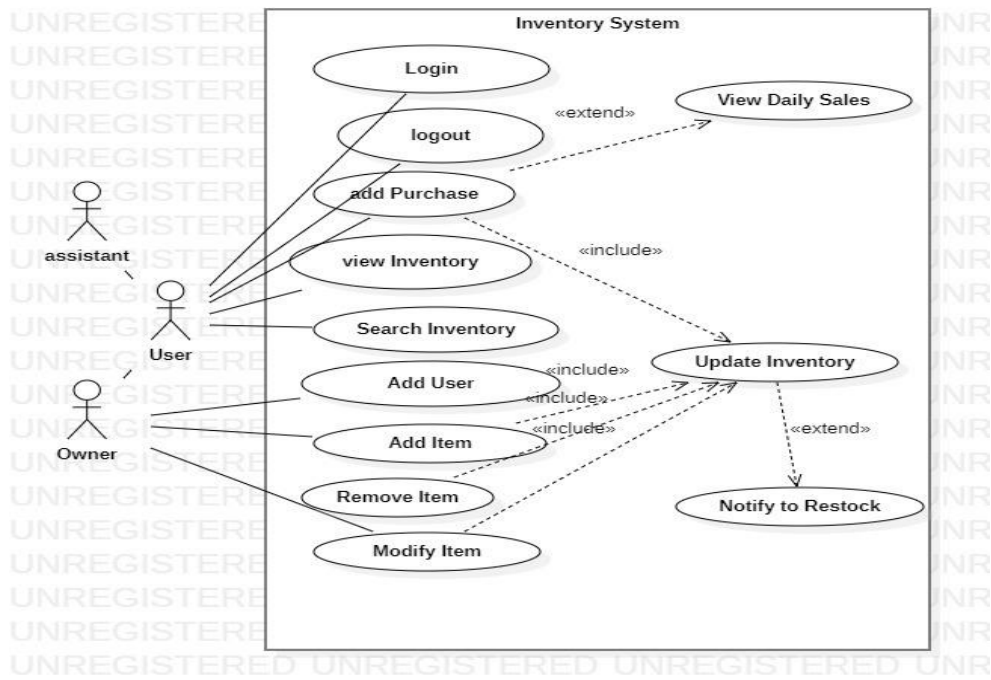 UNREGISTERED UNREGISTERED UNREGISTERED UNR
Inventory System
Login
View Daily Sales
«extend»
logout
add Purchase
assistant
«include»
view Inventory
Search Inventory
User
Update Inventory
«include»
Add User
«include»
«include»
«extend»
Add Item
Owner
Remove Item
Notify to Restock
Modify Item